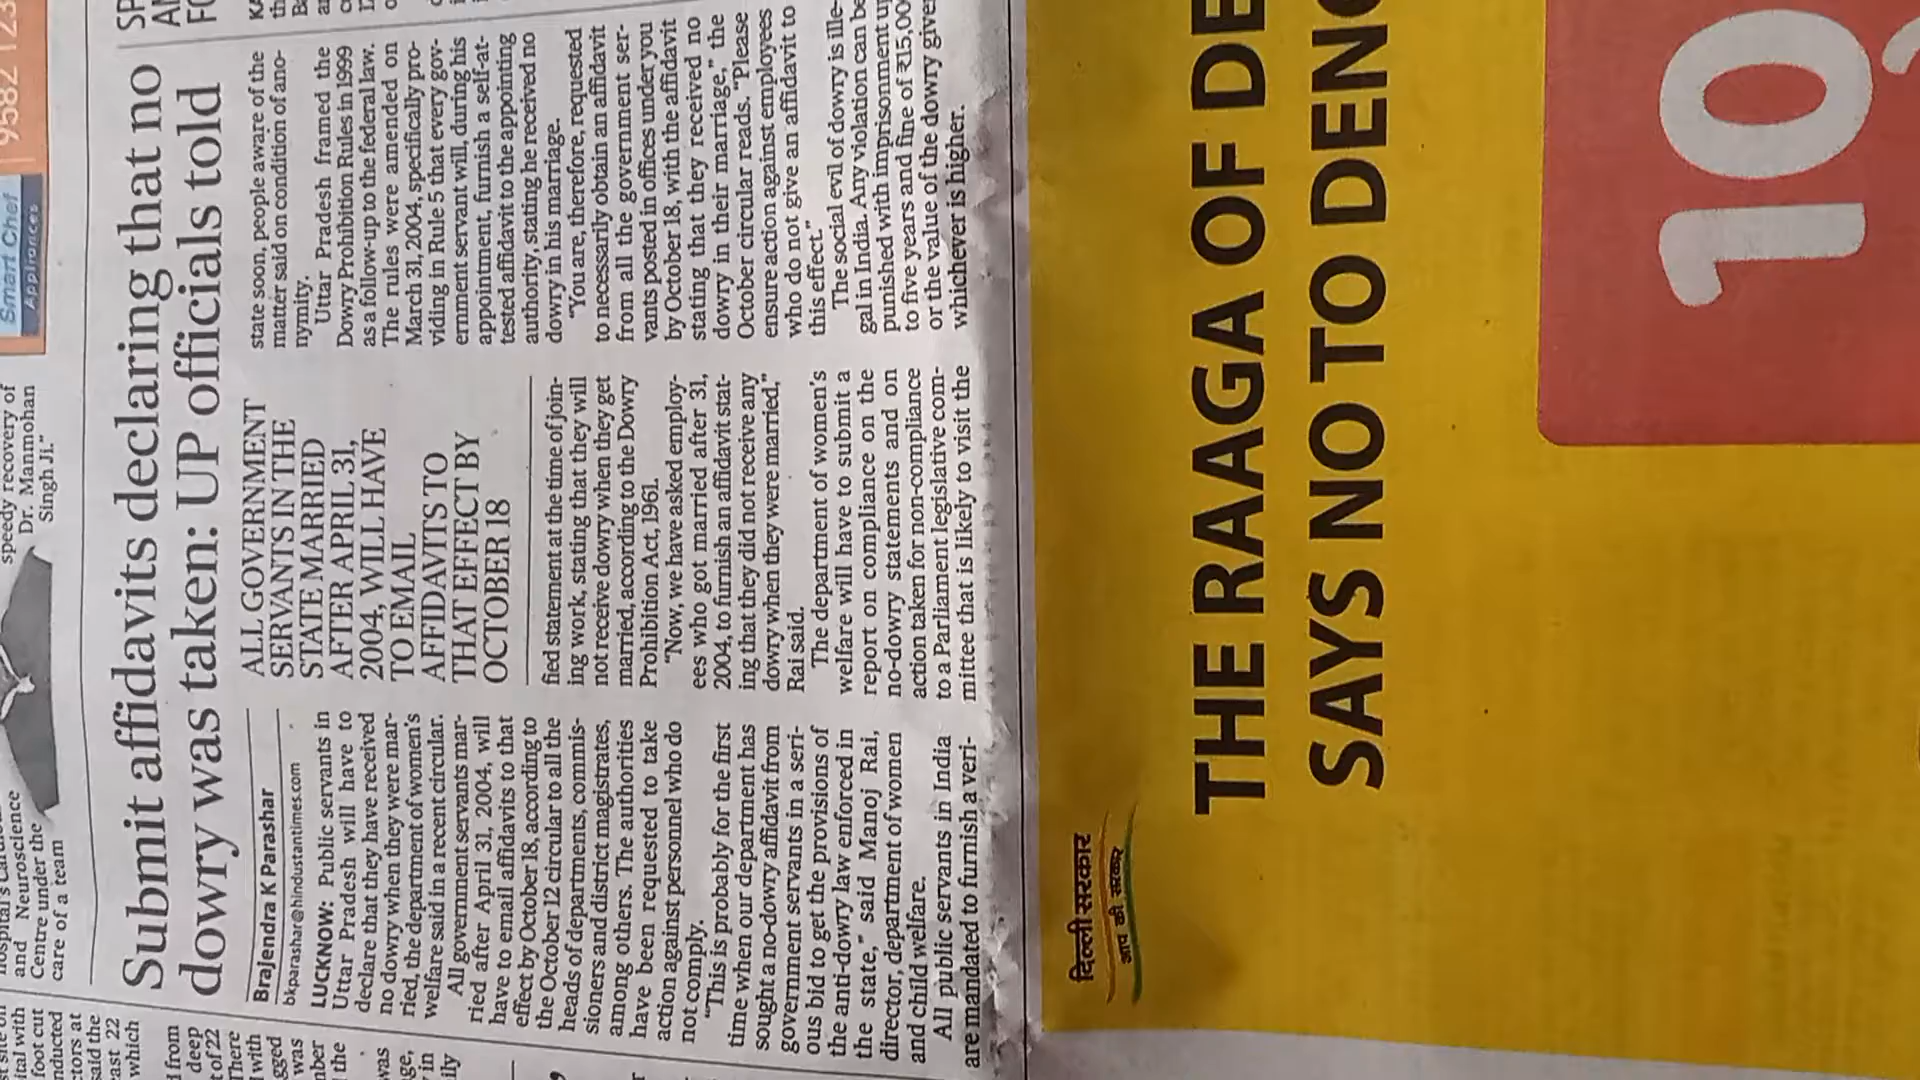 9582 123
Smart Chef
Appliances
speedy recovery of
Dr. Manmohan
Singh Ji."
and Neuroscience
Centre under the
care of a team
Submit affidavits declaring that no
dowry was taken: UP officials told
Brajendra K Parashar
bkparashar@hindustantimes.com
LUCKNOW: Public servants in
Uttar Pradesh will have to
declare that they have received
no dowry when they were mar-
ried, the department of women's
welfare said in a recent circular.
All government servants mar-
ried after April 31, 2004, will
have to email affidavits to that
effect by October 18, according to
the October 12 circular to all the
heads of departments, commis-
sioners and district magistrates,
among others. The authorities
have been requested to take
action against personnel who do
not comply.
"This is probably for the first
time when our department has
sought a no-dowry affidavit from
government servants in a seri-
ous bid to get the provisions of
the anti-dowry law enforced in
the state," said Manoj Rai,
director, department of women
and child welfare.
All public servants in India
are mandated to furnish a veri-
ALL GOVERNMENT
SERVANTS IN THE
STATE MARRIED
AFTER APRIL 31,
2004, WILL HAVE
TO EMAIL
AFFIDAVITS TO
THAT EFFECT BY
OCTOBER 18
fied statement at the time of join-
ing work, stating that they will
not receive dowry when they get
married, according to the Dowry
Prohibition Act, 1961.
"Now, we have asked employ-
ees who got married after 31,
2004, to furnish an affidavit stat-
ing that they did not receive any
dowry when they were married,"
Rai said.
The department of women's
welfare will have to submit a
report on compliance on the
no-dowry statements and on
action taken for non-compliance
to a Parliament legislative com-
mittee that is likely to visit the
state soon, people aware of the
matter said on condition of ano-
nymity.
Uttar Pradesh framed the
Dowry Prohibition Rules in 1999
as a follow-up to the federal law.
The rules were amended on
March 31, 2004, specifically pro-
viding in Rule 5 that every gov-
ernment servant will, during his
appointment, furnish a self-at-
tested affidavit to the appointing
authority, stating he received no
dowry in his marriage.
"You are, therefore, requested
to necessarily obtain an affidavit
from all the government ser-
vants posted in offices under you
by October 18, with the affidavit
stating that they received no
dowry in their marriage," the
October circular reads. "Please
ensure action against employees
who do not give an affidavit to
this effect."
The social evil of dowry is ille-
gal in India. Any violation can be
punished with imprisonment up
to five years and fine of ₹15,00
or the value of the dowry given
whichever is higher.
दिल्ली सरकार
आप की सरकार
THE RAAGA OF DE
SAYS NO TO DENG
10